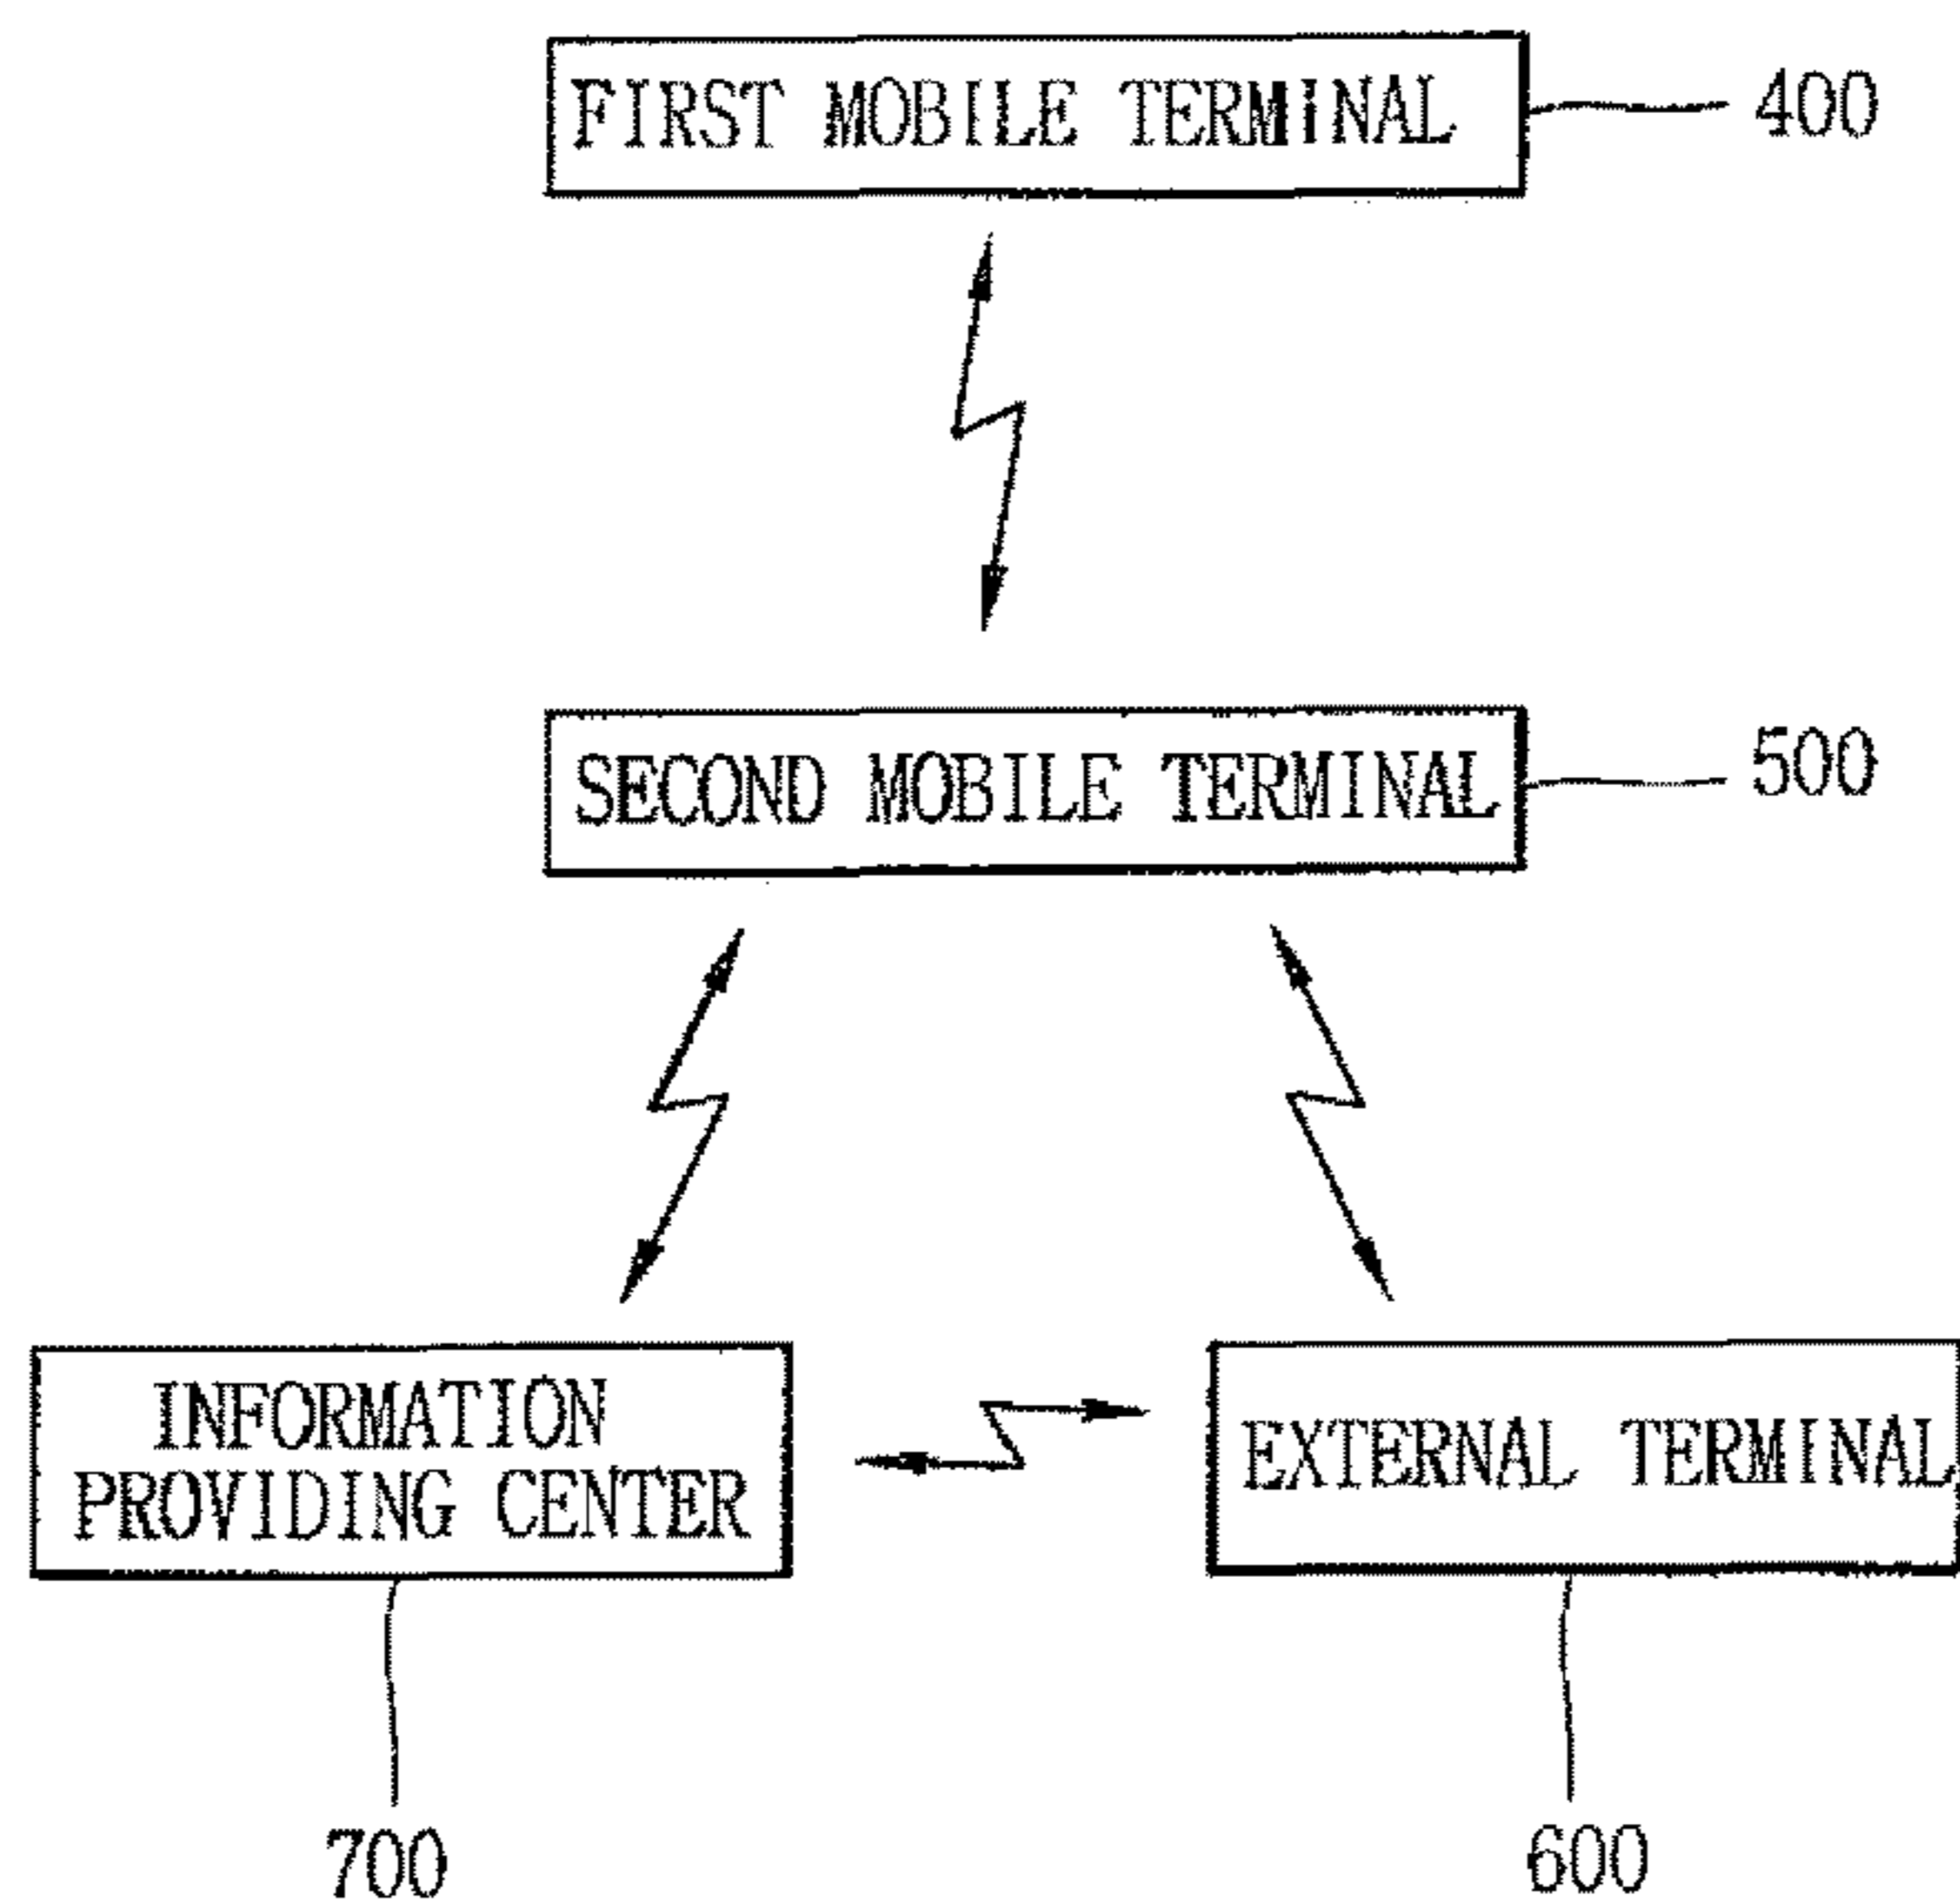 FIRST MOBILE TERMINAL
400
SECOND MOBILE TERMINAL
500
INFORMATION
PROVIDING CENTER
EXTERNAL TERMINAL
700
600